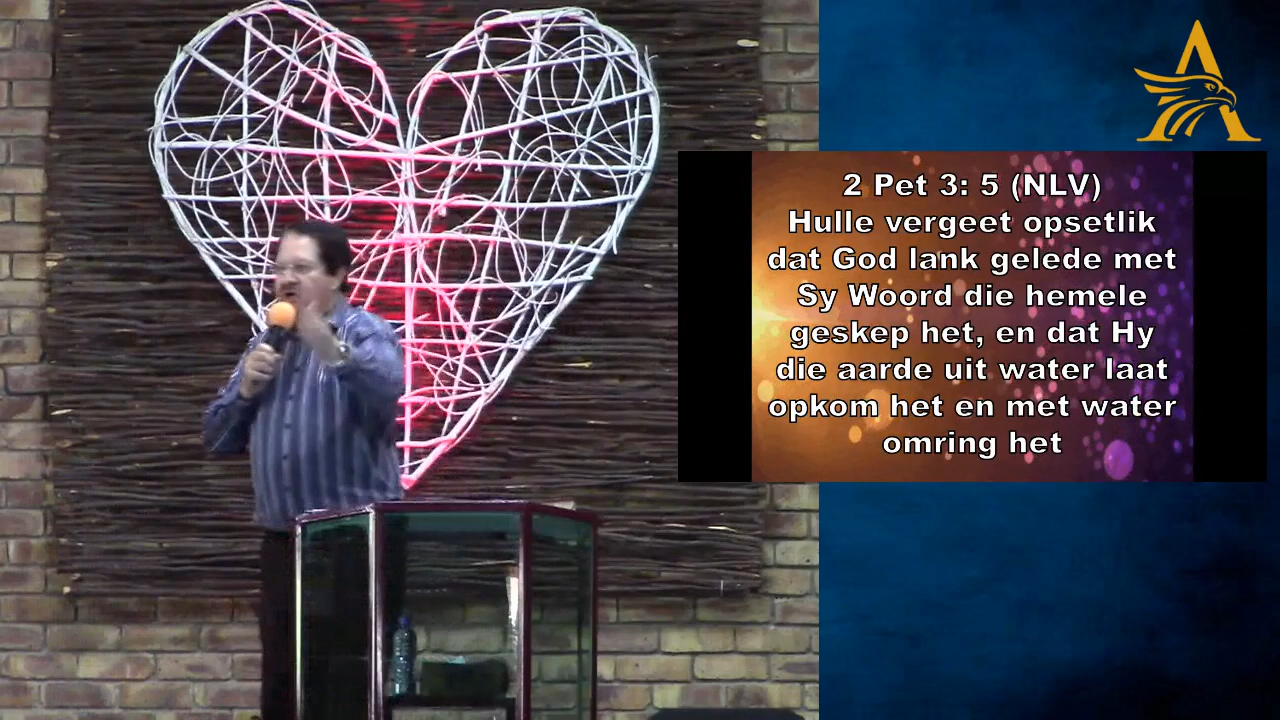 2 Pet 3: 5 (NLV)
Hulle vergeet opsetlik
dat God lank gelede met
Sy Woord die hemele
geskep het, en dat Hy
die aarde uit water laat
opkom het en met water
omring het